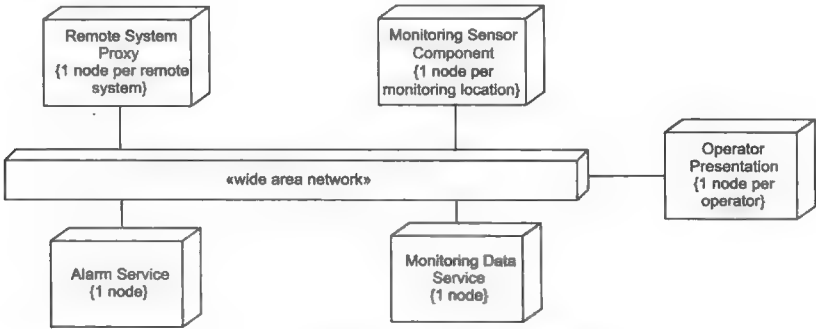 Remote System
Proxy
{1 node per remote
system}
Monitoring Sensor
Component
{1 node per
monitoring location}
«wide area network»
Operator
Presentation
{1 node per
operator}
Alarm Service
{1 node}
Monitoring Data
Service
{1 node}